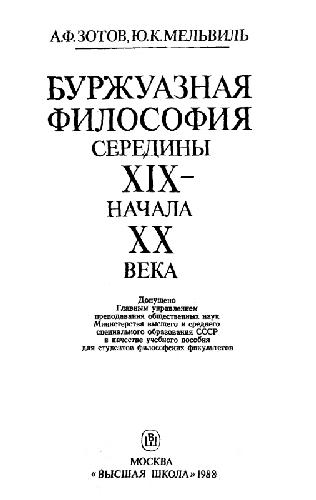 А.Ф.ЗОТОВ, Ю.К.МЕЛЬВИЛЬ
БУРЖУАЗНАЯ
ФИЛОСОФИЯ
СЕРЕДИНЫ
XIX–
НАЧАЛА
XX
ВЕКА
Допущено
Главным управлением
преподавания общественных наук
Министерства высшего и среднего
специального образования СССР
в качестве учебного пособия
для студентов философских факультетов
МОСКВА
«ВЫСШАЯ ШКОЛА» 1988